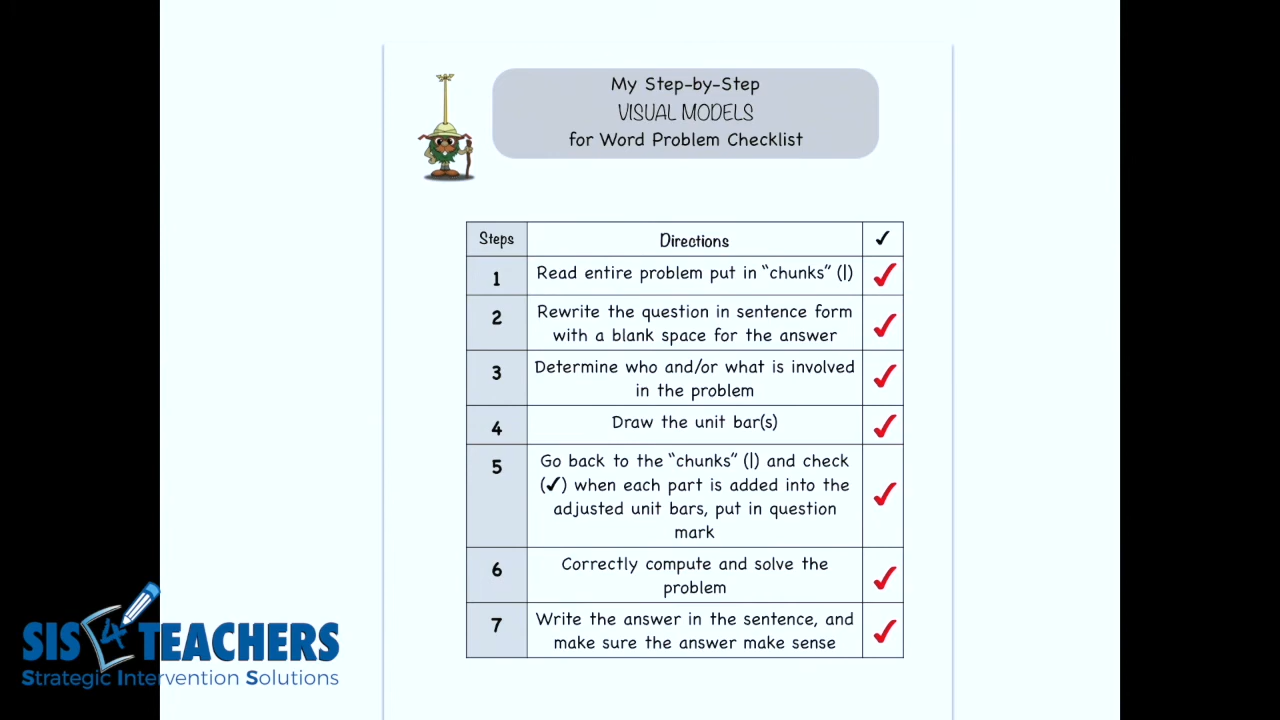 My Step-by-Step
VISUAL MODELS
for Word Problem Checklist
Steps Directions ✓
1 Read entire problem put in “chunks” (|) ✓
2 Rewrite the question in sentence form
with a blank space for the answer ✓
3 Determine who and/or what is involved
in the problem ✓
4 Draw the unit bar(s) ✓
5 Go back to the “chunks” (|) and check
(✓) when each part is added into the
adjusted unit bars, put in question
mark ✓
6 Correctly compute and solve the
problem ✓
7 Write the answer in the sentence, and
make sure the answer make sense ✓
SIS4TEACHERS
Strategic Intervention Solutions